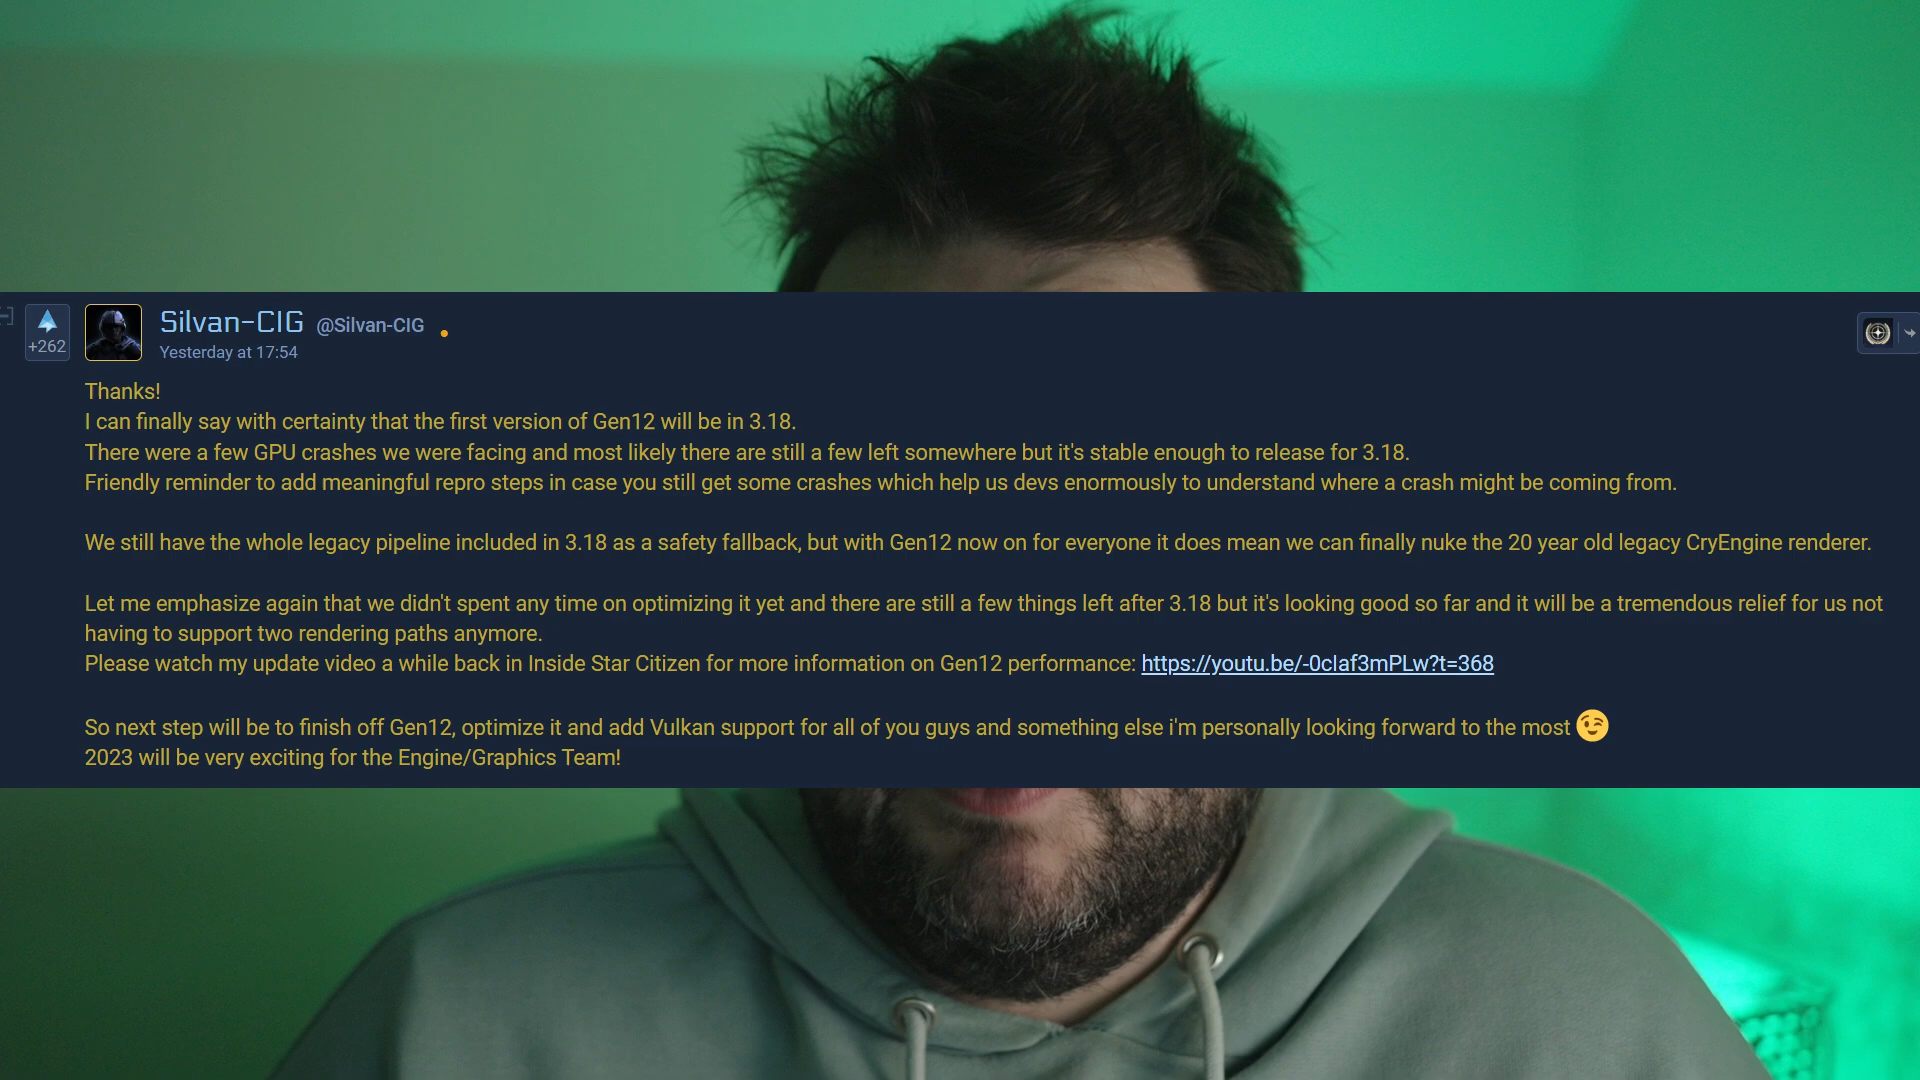 Silvan-CIG @Silvan-CIG
+262
Yesterday at 17:54
Thanks!
I can finally say with certainty that the first version of Gen12 will be in 3.18.
There were a few GPU crashes we were facing and most likely there are still a few left somewhere but it's stable enough to release for 3.18.
Friendly reminder to add meaningful repro steps in case you still get some crashes which help us devs enormously to understand where a crash might be coming from.
We still have the whole legacy pipeline included in 3.18 as a safety fallback, but with Gen12 now on for everyone it does mean we can finally nuke the 20 year old legacy CryEngine renderer.
Let me emphasize again that we didn't spent any time on optimizing it yet and there are still a few things left after 3.18 but it's looking good so far and it will be a tremendous relief for us not
having to support two rendering paths anymore.
Please watch my update video a while back in Inside Star Citizen for more information on Gen12 performance: https://youtu.be/-0cIaf3mPLw?t=368
So next step will be to finish off Gen12, optimize it and add Vulkan support for all of you guys and something else i'm personally looking forward to the most 😉
2023 will be very exciting for the Engine/Graphics Team!